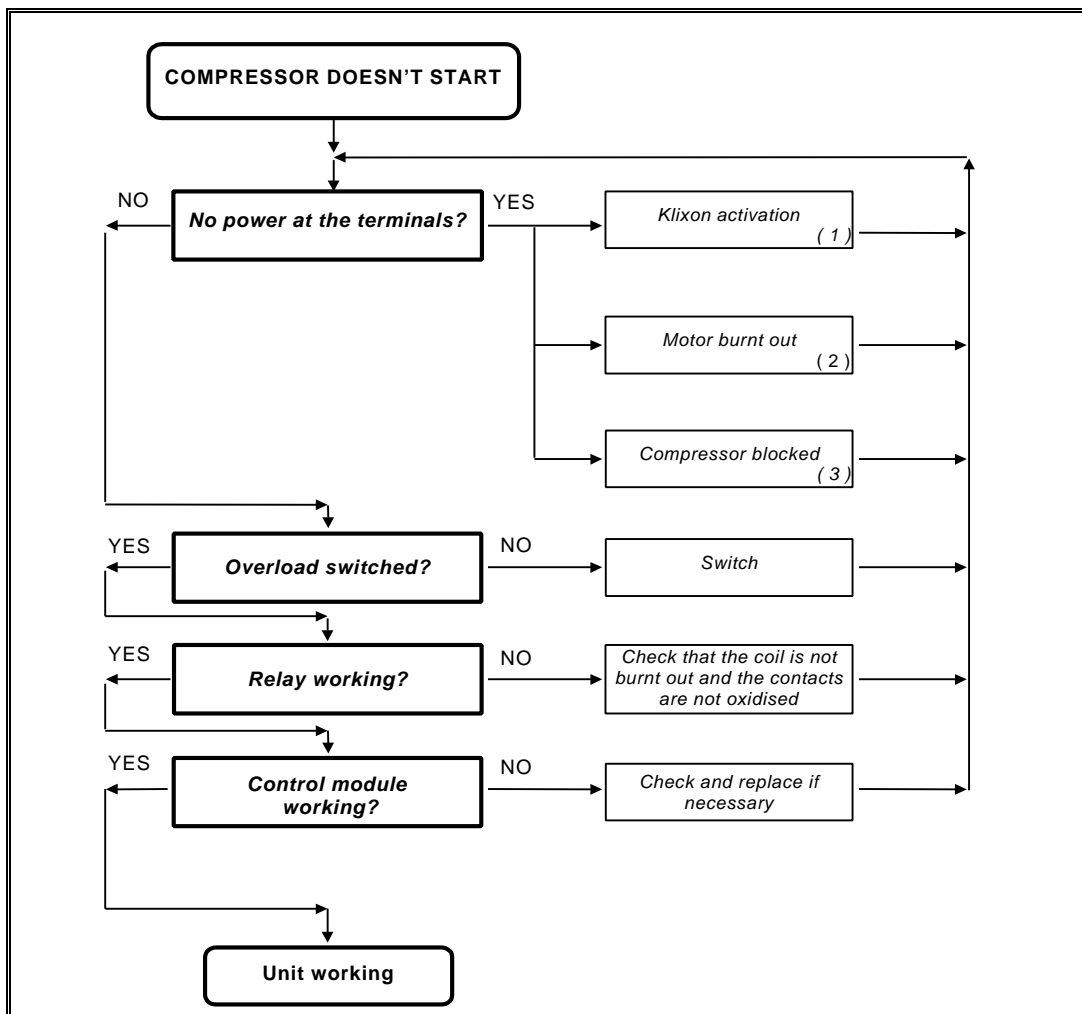 COMPRESSOR DOESN'T START
NO
No power at the terminals?
YES
Klixon activation
( 1 )
Motor burnt out
( 2 )
Compressor blocked
( 3 )
YES
Overload switched?
NO
Switch
YES
Relay working?
NO
Check that the coil is not
burnt out and the contacts
are not oxidised
YES
Control module
working?
NO
Check and replace if
necessary
Unit working